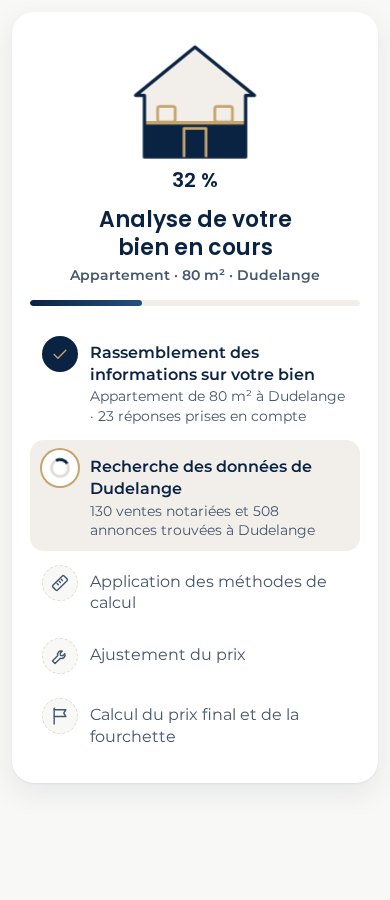 32 %
Analyse de votre
bien en cours
Appartement · 80 m² · Dudelange
Rassemblement des
informations sur votre bien
Appartement de 80 m² à Dudelange
· 23 réponses prises en compte
Recherche des données de
Dudelange
130 ventes notariées et 508
annonces trouvées à Dudelange
Application des méthodes de
calcul
Ajustement du prix
Calcul du prix final et de la
fourchette